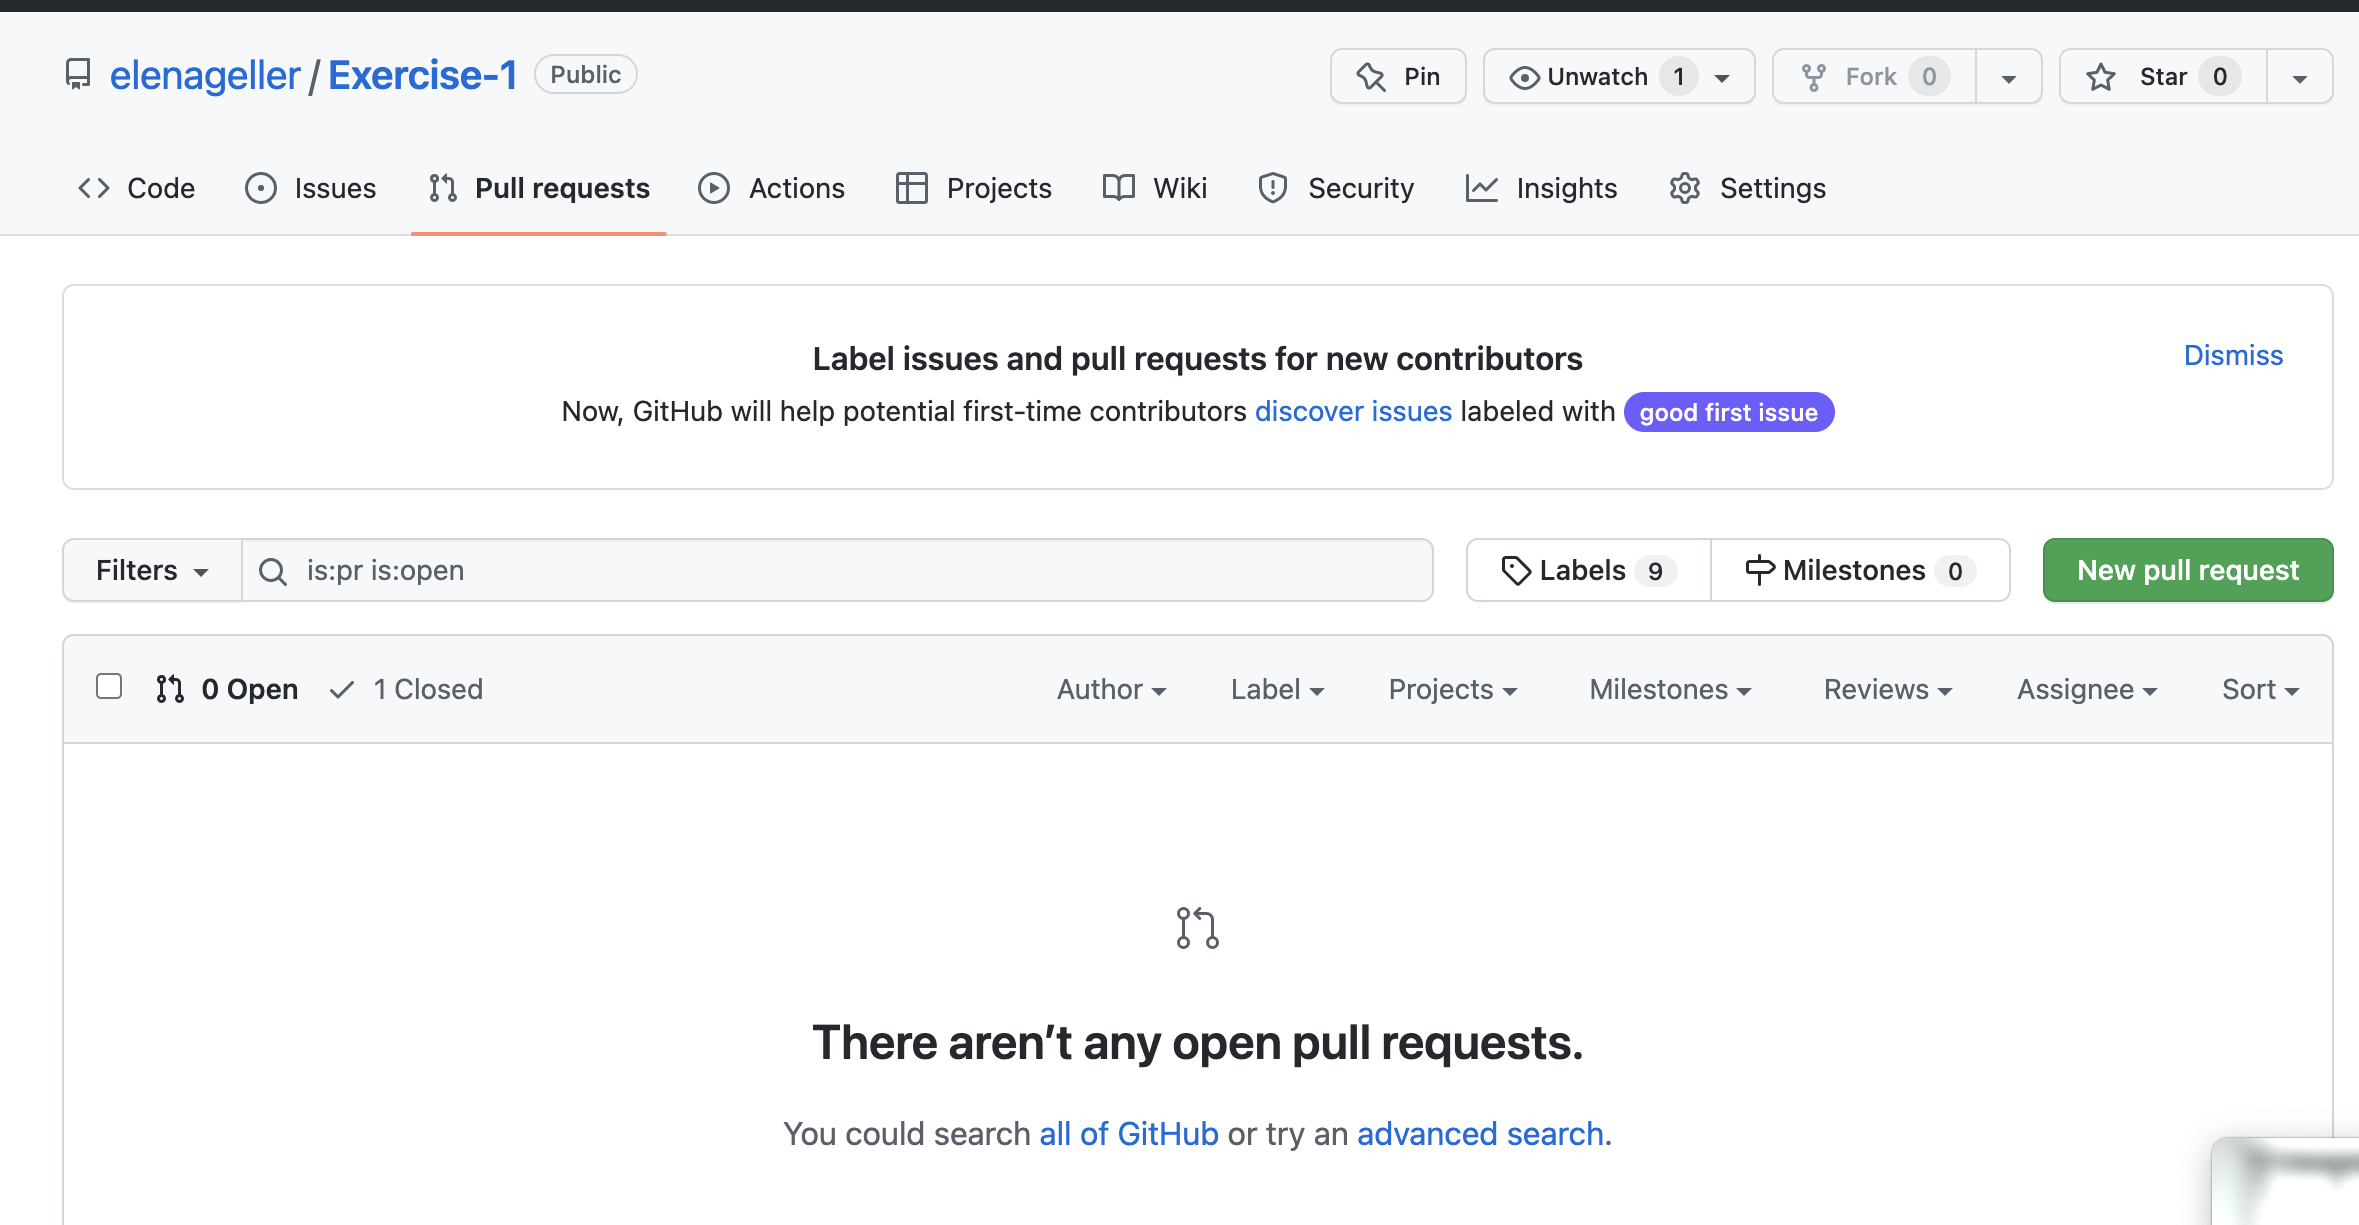 elenageller / Exercise-1 Public Pin Unwatch 1 Fork 0 Star 0
Code Issues Pull requests Actions Projects Wiki Security Insights Settings
Label issues and pull requests for new contributors Dismiss
Now, GitHub will help potential first-time contributors discover issues labeled with good first issue
Filters is:pr is:open Labels 9 Milestones 0 New pull request
0 Open 1 Closed Author Label Projects Milestones Reviews Assignee Sort
There aren’t any open pull requests.
You could search all of GitHub or try an advanced search.